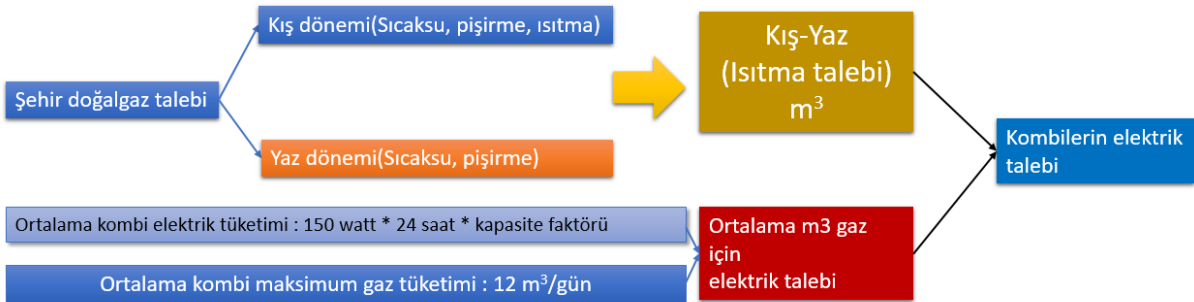 Kış dönemi(Sıcaksu, pişirme, ısıtma)
Şehir doğalgaz talebi
Yaz dönemi(Sıcaksu, pişirme)
Kış-Yaz
(Isıtma talebi)
m³
Kombilerin elektrik
talebi
Ortalama kombi elektrik tüketimi : 150 watt * 24 saat * kapasite faktörü
Ortalama kombi maksimum gaz tüketimi : 12 m³/gün
Ortalama m3 gaz
için
elektrik talebi